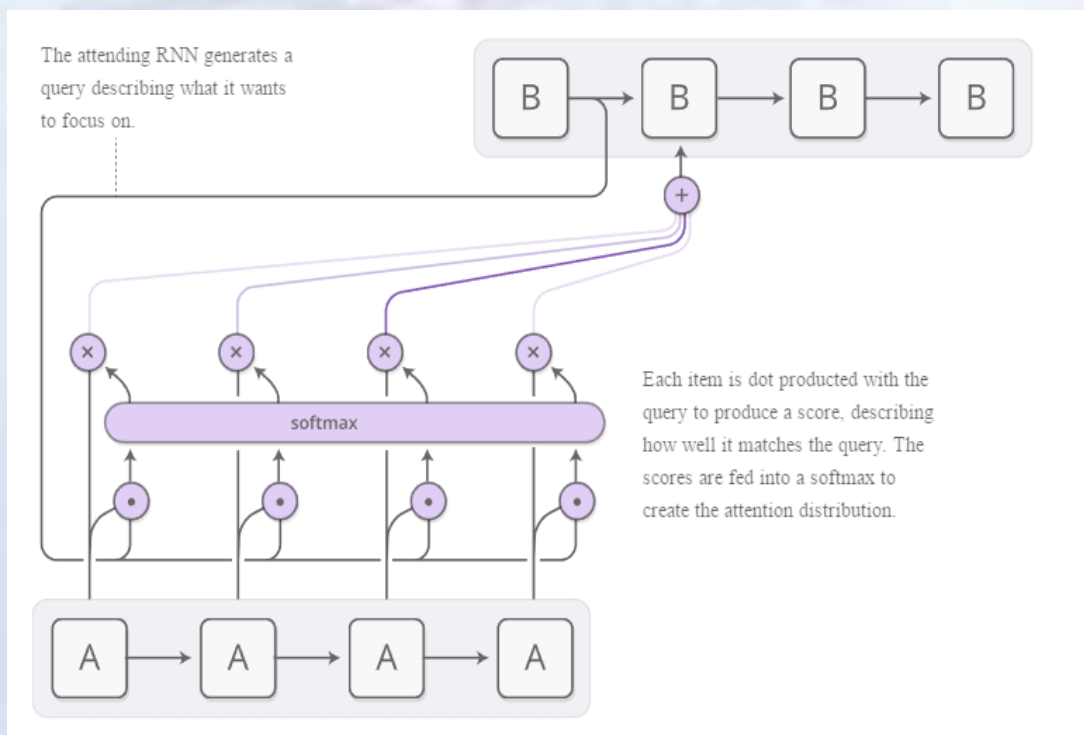 The attending RNN generates a
query describing what it wants
to focus on.
B B B B
+
× × × ×
softmax
Each item is dot producted with the
query to produce a score, describing
how well it matches the query. The
scores are fed into a softmax to
create the attention distribution.
A A A A